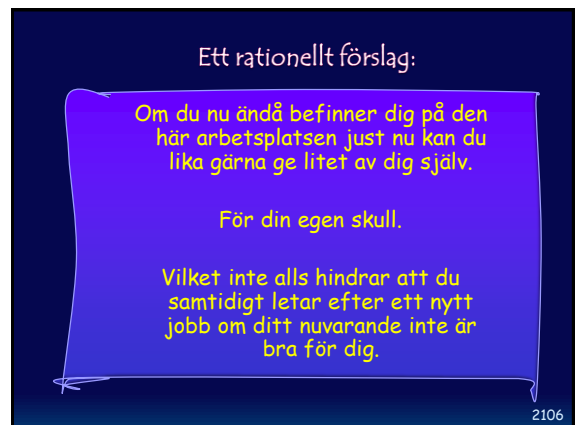 Ett rationellt förslag:
Om du nu ändå befinner dig på den
här arbetsplatsen just nu kan du
lika gärna ge litet av dig själv.
För din egen skull.
Vilket inte alls hindrar att du
samtidigt letar efter ett nytt
jobb om ditt nuvarande inte är
bra för dig.
2106